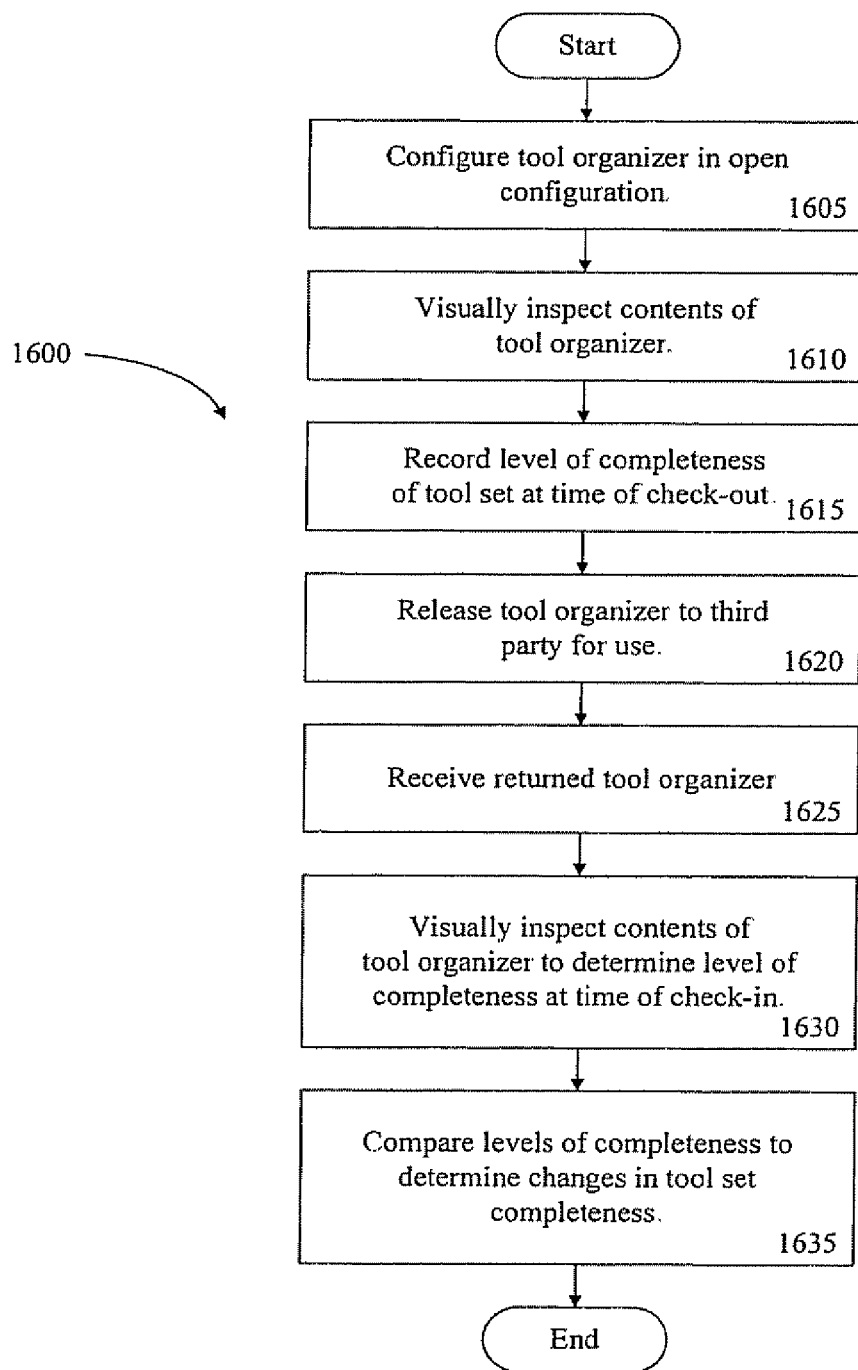 Start
Configure tool organizer in open
configuration.
1605
Visually inspect contents of
tool organizer.
1610
1600
Record level of completeness
of tool set at time of check-out.
1615
Release tool organizer to third
party for use.
1620
Receive returned tool organizer
1625
Visually inspect contents of
tool organizer to determine level of
completeness at time of check-in.
1630
Compare levels of completeness to
determine changes in tool set
completeness.
1635
End